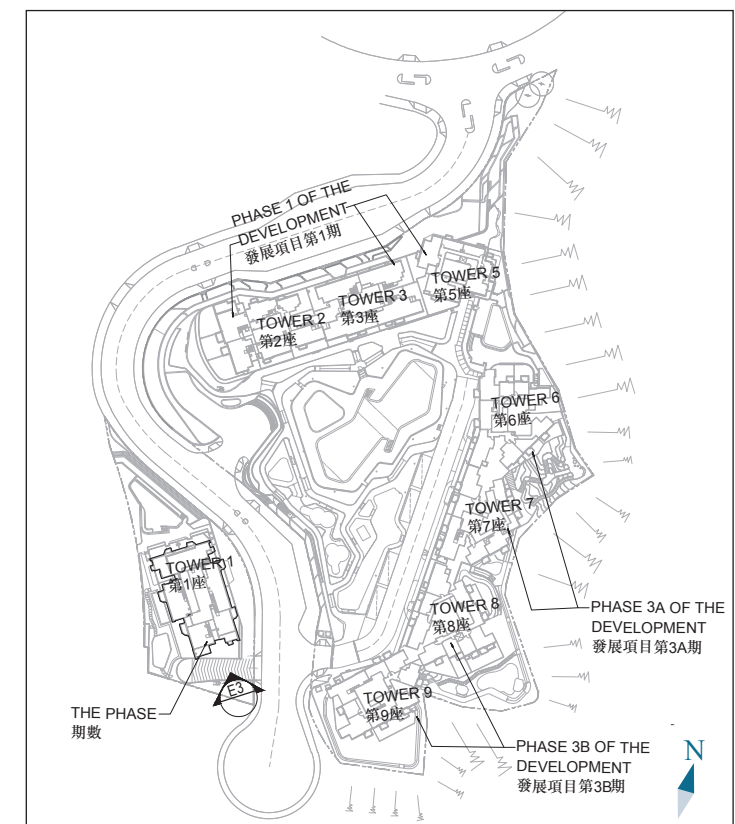 PHASE 1 OF THE
DEVELOPMENT
發展項目第1期
TOWER 5
第5座
TOWER 3
第3座
TOWER 2
第2座
TOWER 6
第6座
TOWER 7
第7座
TOWER 1
第1座
TOWER 8
第8座
PHASE 3A OF THE
DEVELOPMENT
發展項目第3A期
E3
TOWER 9
第9座
THE PHASE
期數
PHASE 3B OF THE
DEVELOPMENT
發展項目第3B期
N